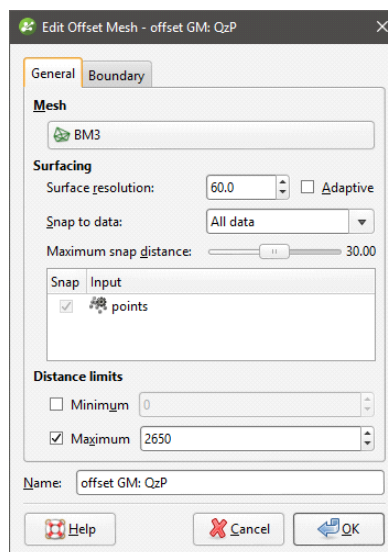 Edit Offset Mesh - offset GM: QzP
General Boundary
Mesh
BM3
Surfacing
Surface resolution: 60.0 Adaptive
Snap to data: All data
Maximum snap distance: 30.00
Snap Input
points
Distance limits
Minimum 0
Maximum 2650
Name: offset GM: QzP
Help Cancel OK